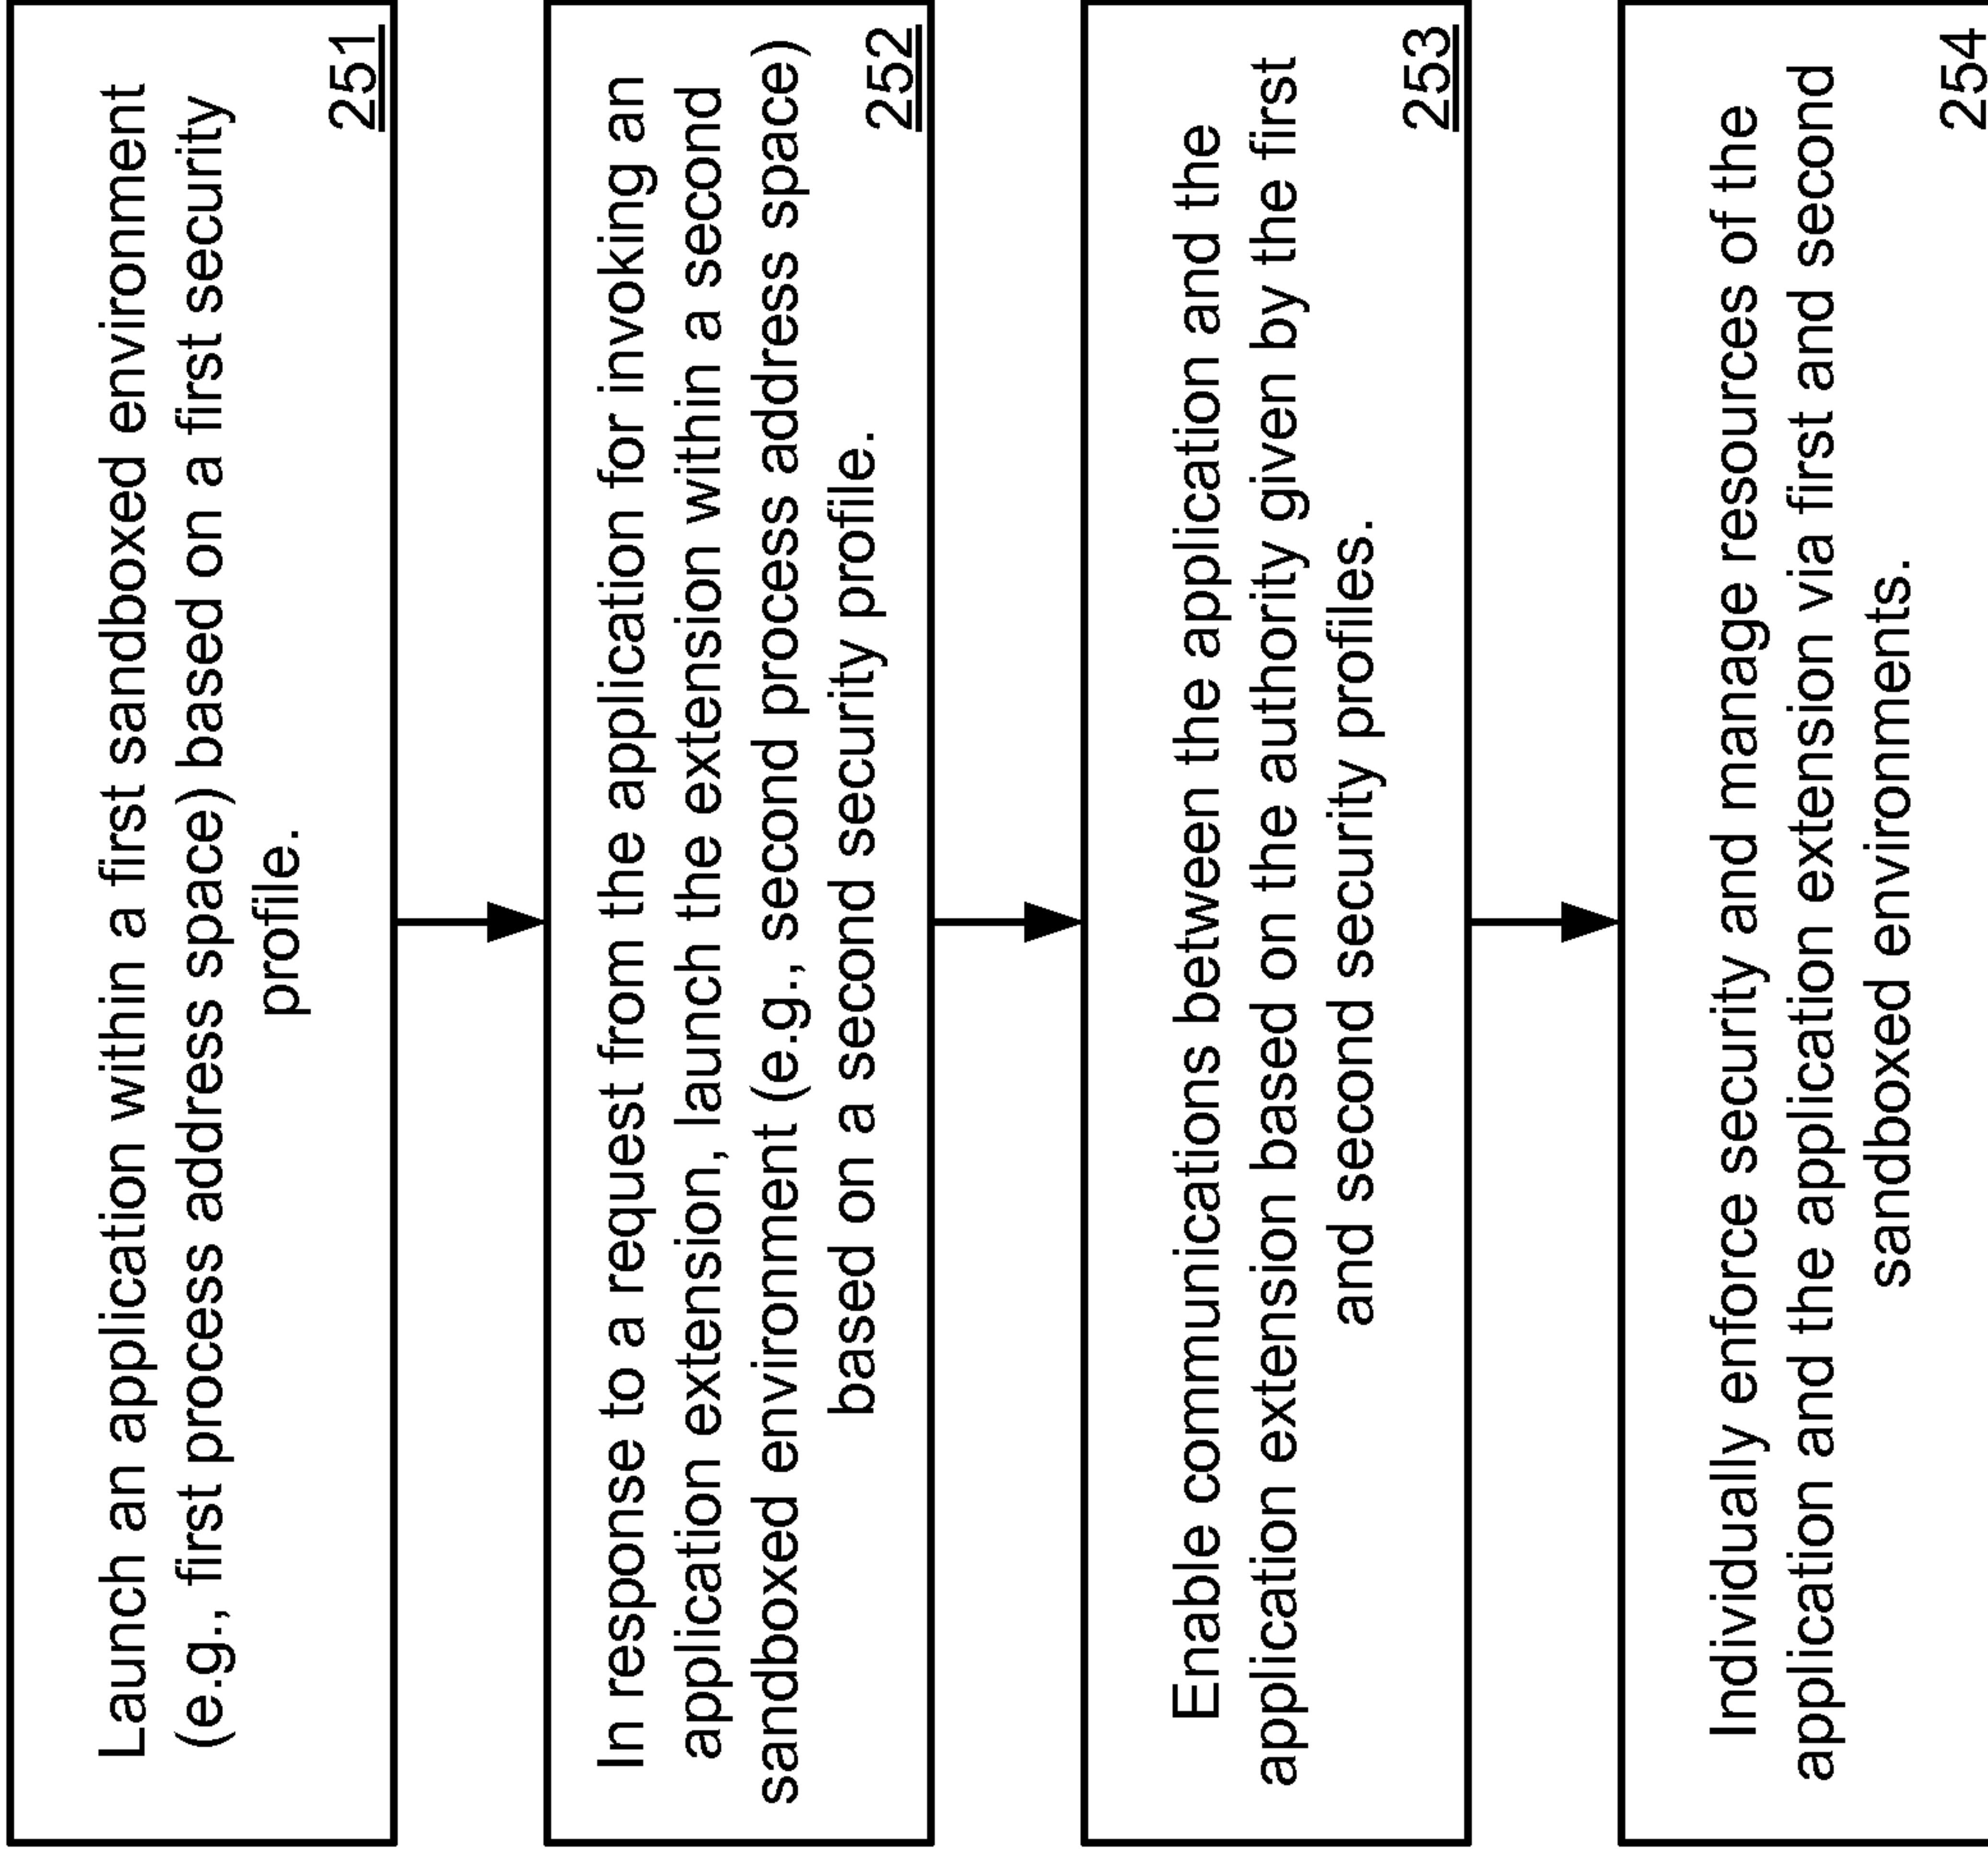 Launch an application within a first sandboxed environment
(e.g., first process address space) based on a first security
profile.
251
In response to a request from the application for invoking an
application extension, launch the extension within a second
sandboxed environment (e.g., second process address space)
based on a second security profile.
252
Enable communications between the application and the
application extension based on the authority given by the first
and second security profiles.
253
Individually enforce security and manage resources of the
application and the application extension via first and second
sandboxed environments.
254